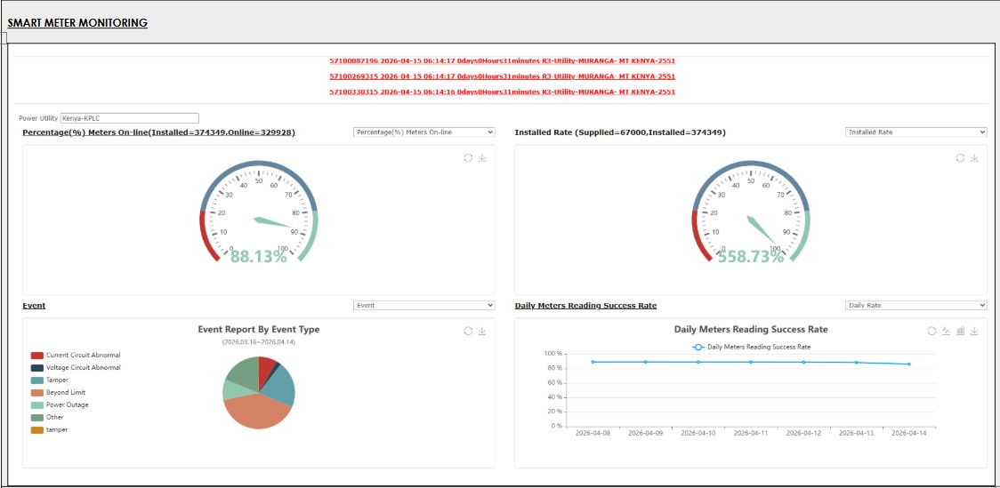 SMART METER MONITORING
57100087196 2026-04-15 06:14:17 0days0Hours31minutes R3-Utility-MURANGA- MT KENYA-2551
57100269315 2026-04-15 06:14:17 0days0Hours31minutes R3-Utility-MURANGA- MT KENYA-2551
57100330315 2026-04-15 06:14:16 0days0Hours31minutes R3-Utility-MURANGA- MT KENYA-2551
Power Utility Kenya-KPLC
Percentage(%) Meters On-line(Installed=374349,Online=329928)
Percentage(%) Meters On-line
0 10 20 30 40 50 60 70 80 90 100
88.13%
Installed Rate (Supplied=67000,Installed=374349)
Installed Rate
0 10 20 30 40 50 60 70 80 90 100
558.73%
Event
Event
Event Report By Event Type
(2026.03.16~2026.04.14)
Current Circuit Abnormal
Voltage Circuit Abnormal
Tamper
Beyond Limit
Power Outage
Other
tamper
Daily Meters Reading Success Rate
Daily Rate
Daily Meters Reading Success Rate
Daily Meters Reading Success Rate
100 %
80 %
60 %
40 %
20 %
0 %
2026-04-08 2026-04-09 2026-04-10 2026-04-11 2026-04-12 2026-04-13 2026-04-14